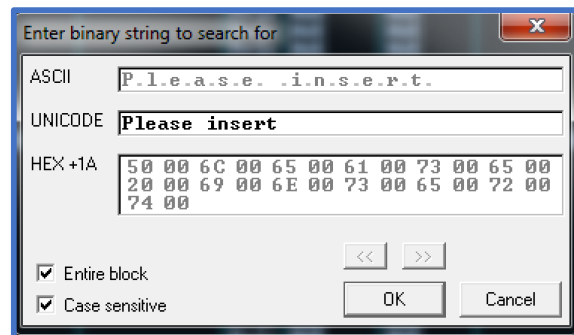 Enter binary string to search for
ASCII P.l.e.a.s.e. .i.n.s.e.r.t.
UNICODE Please insert
HEX +1A 50 00 6C 00 65 00 61 00 73 00 65 00
20 00 69 00 6E 00 73 00 65 00 72 00
74 00
<< >>
Entire block
Case sensitive
OK Cancel